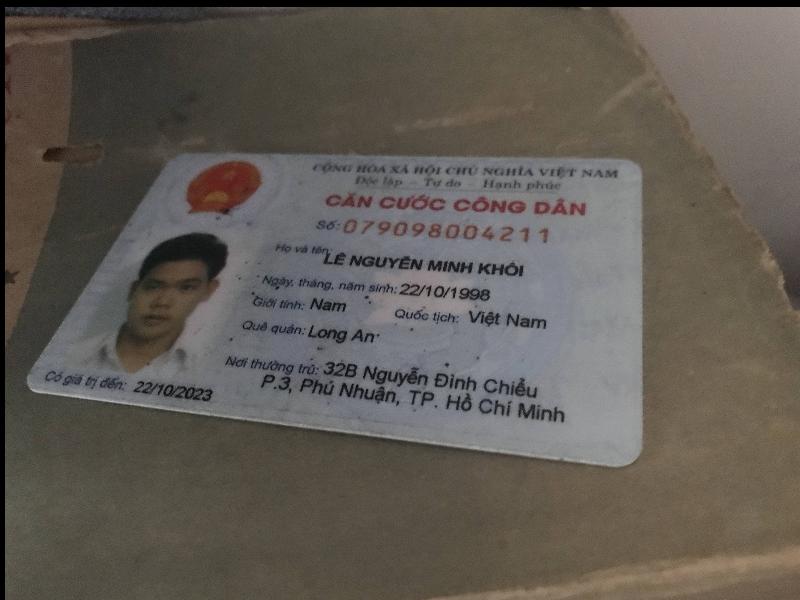 CỘNG HÒA XÃ HỘI CHỦ NGHĨA VIỆT NAM
Độc lập - Tự do - Hạnh phúc
CĂN CƯỚC CÔNG DÂN
Số: 079098004211
Họ và tên:
LÊ NGUYỄN MINH KHÔI
Ngày, tháng, năm sinh: 22/10/1998
Giới tính: Nam Quốc tịch: Việt Nam
Quê quán: Long An
Nơi thường trú: 32B Nguyễn Đình Chiểu
P.3, Phú Nhuận, TP. Hồ Chí Minh
Có giá trị đến: 22/10/2023